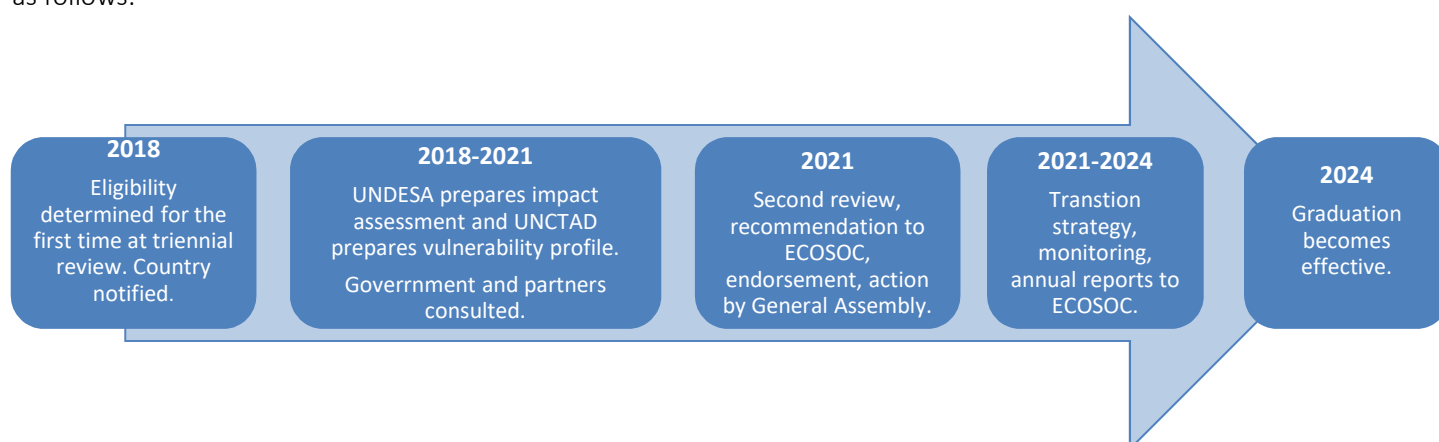 as follows:
2018
Eligibility
determined for the
first time at triennial
review. Country
notified.
2018-2021
UNDESA prepares impact
assessment and UNCTAD
prepares vulnerability profile.
Goverrnment and partners
consulted.
2021
Second review,
recommendation to
ECOSOC,
endorsement, action
by General Assembly.
2021-2024
Transtion
strategy,
monitoring,
annual reports to
ECOSOC.
2024
Graduation
becomes
effective.